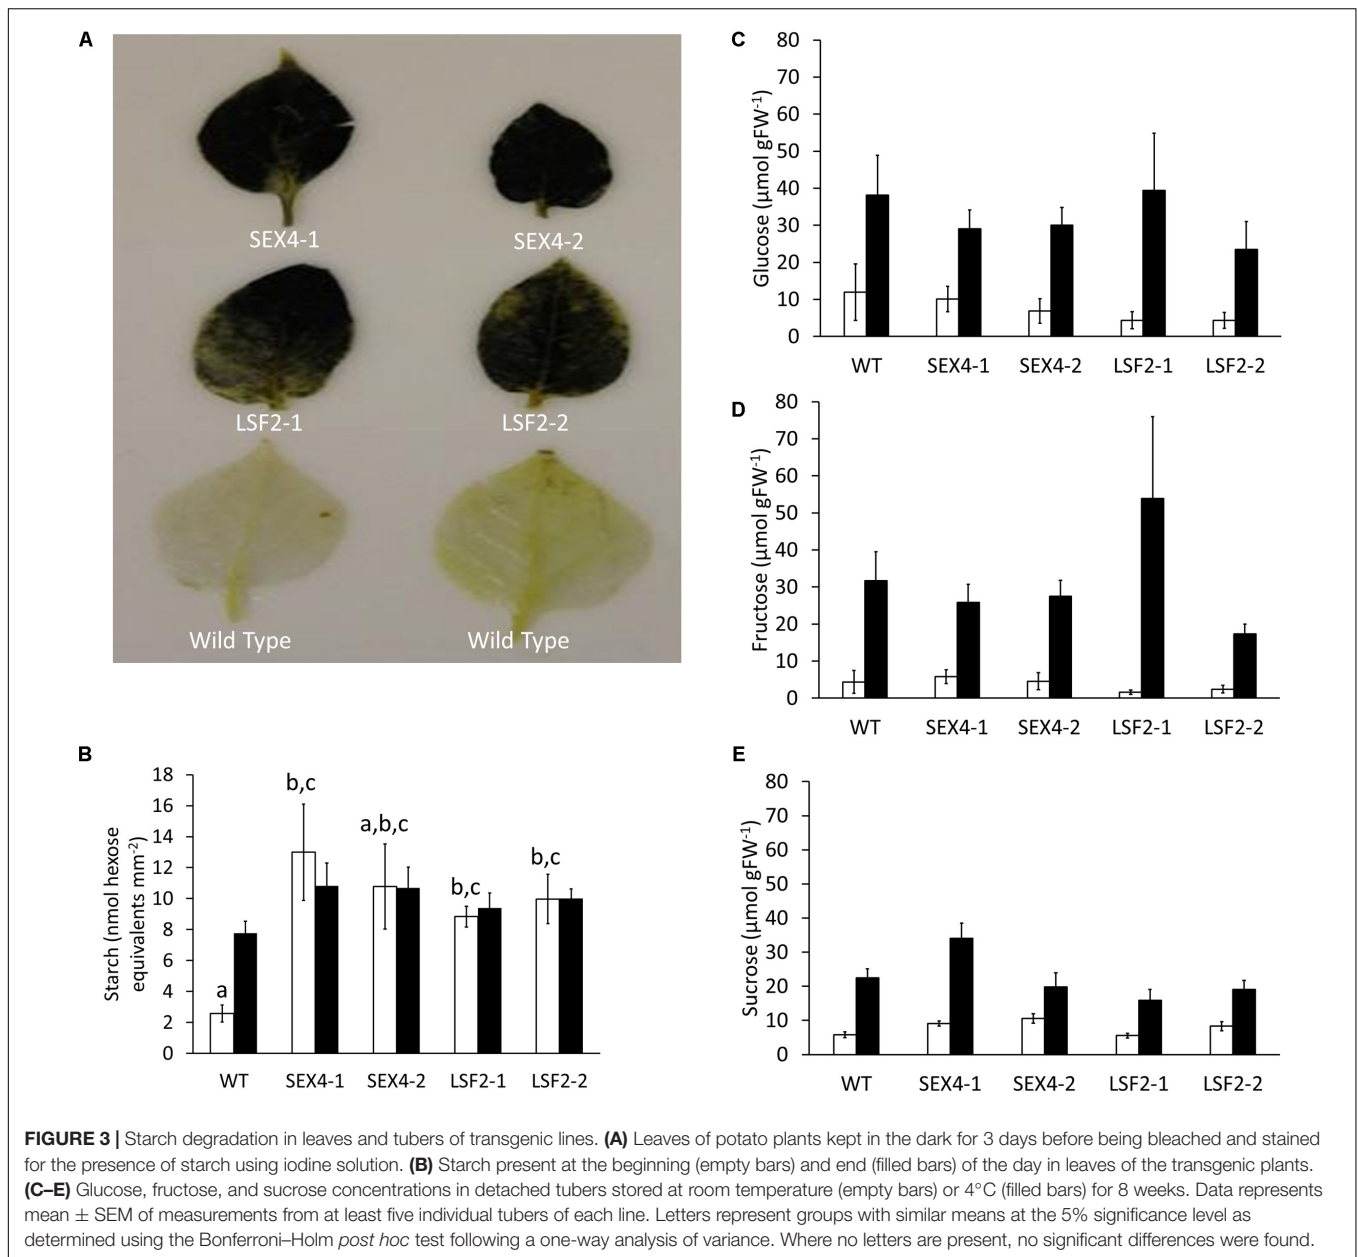 A
SEX4-1
SEX4-2
LSF2-1
LSF2-2
Wild Type
Wild Type
B
Starch (nmol hexose
equivalents mm-2)
18
16
14
12
10
8
6
4
2
0
a
b,c
a,b,c
b,c
b,c
WT
SEX4-1
SEX4-2
LSF2-1
LSF2-2
C
Glucose (µmol gFW-1)
80
70
60
50
40
30
20
10
0
WT
SEX4-1
SEX4-2
LSF2-1
LSF2-2
D
Fructose (µmol gFW-1)
80
70
60
50
40
30
20
10
0
WT
SEX4-1
SEX4-2
LSF2-1
LSF2-2
E
Sucrose (µmol gFW-1)
80
70
60
50
40
30
20
10
0
WT
SEX4-1
SEX4-2
LSF2-1
LSF2-2
FIGURE 3 | Starch degradation in leaves and tubers of transgenic lines. (A) Leaves of potato plants kept in the dark for 3 days before being bleached and stained
for the presence of starch using iodine solution. (B) Starch present at the beginning (empty bars) and end (filled bars) of the day in leaves of the transgenic plants.
(C–E) Glucose, fructose, and sucrose concentrations in detached tubers stored at room temperature (empty bars) or 4°C (filled bars) for 8 weeks. Data represents
mean ± SEM of measurements from at least five individual tubers of each line. Letters represent groups with similar means at the 5% significance level as
determined using the Bonferroni–Holm post hoc test following a one-way analysis of variance. Where no letters are present, no significant differences were found.